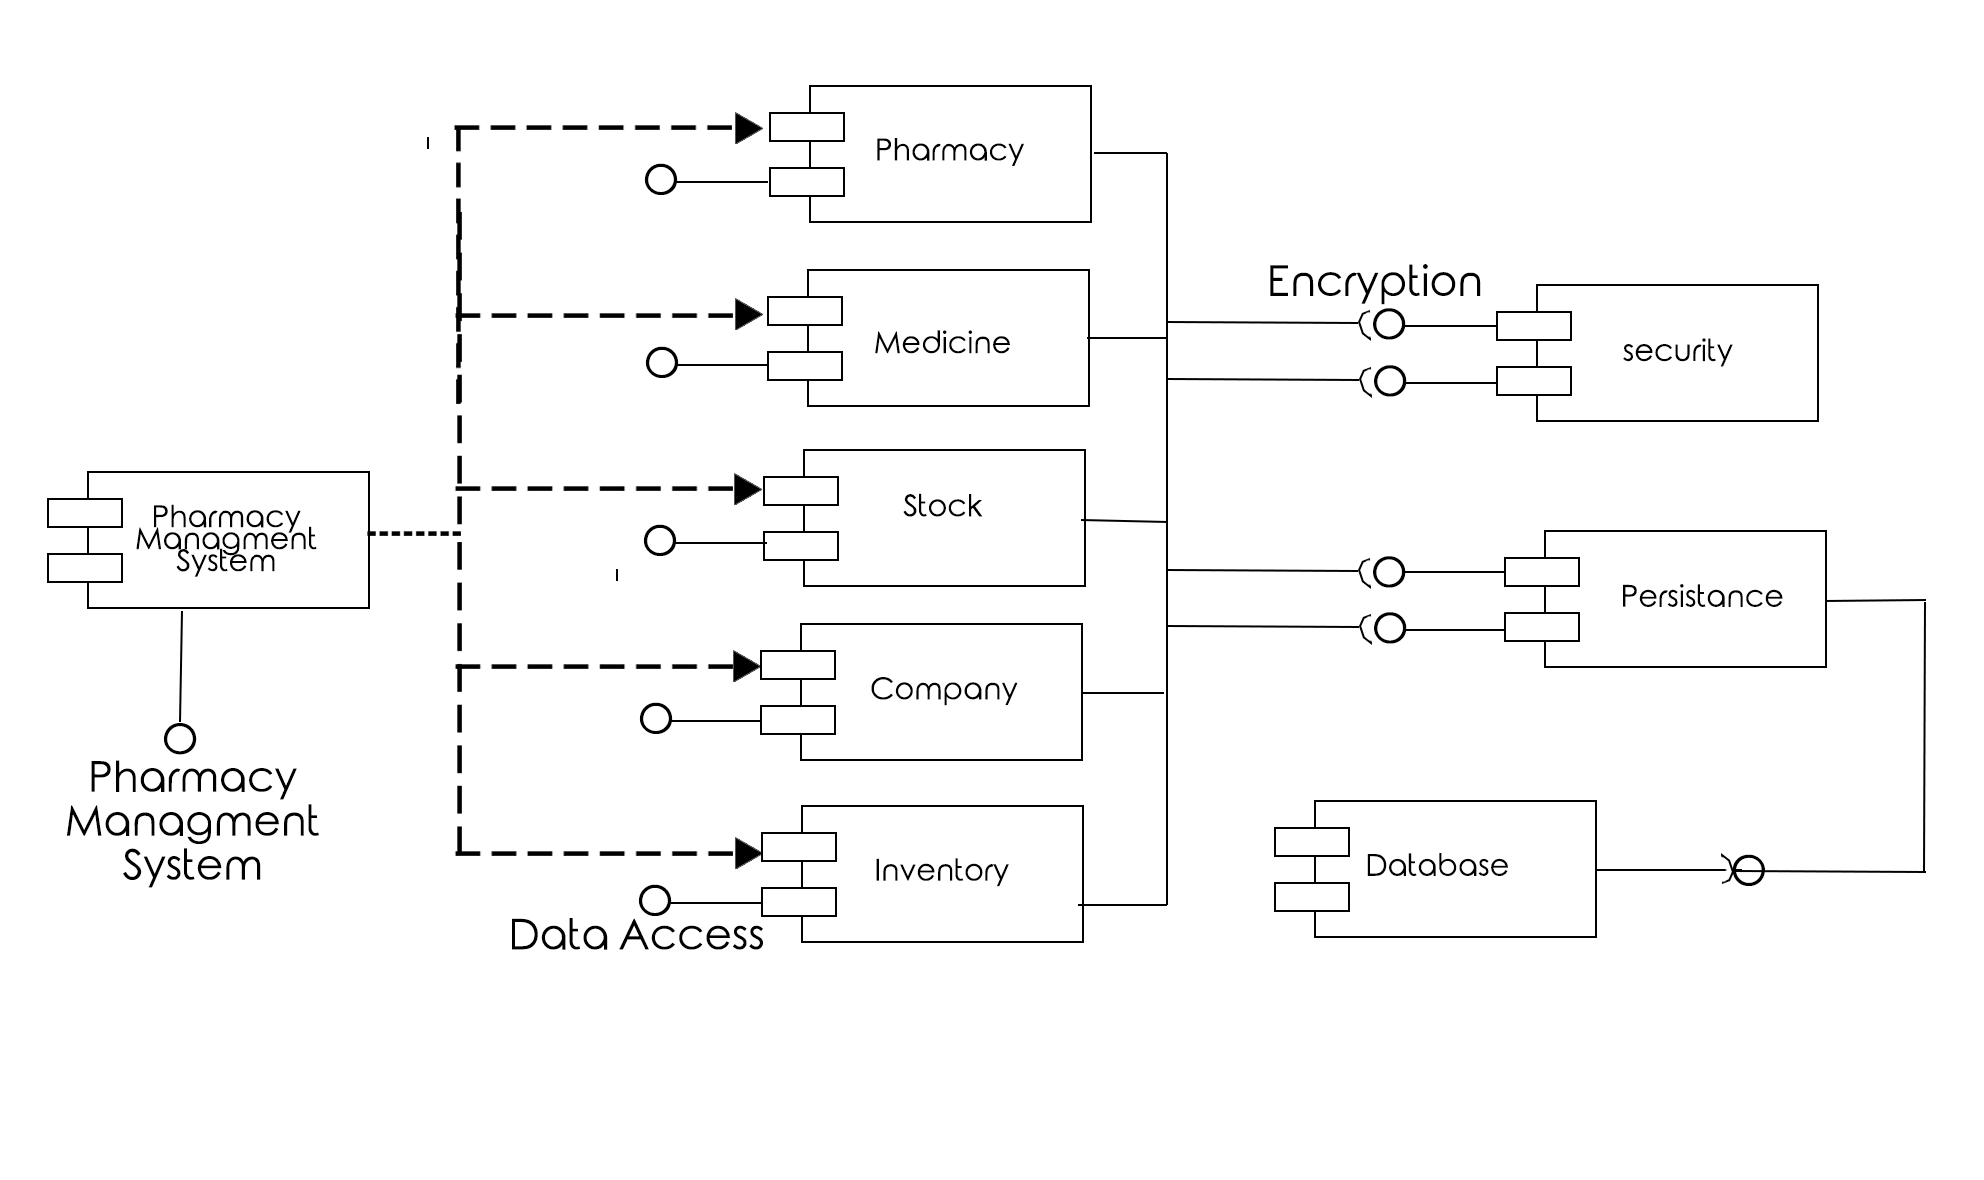 Pharmacy
Medicine
Stock
Company
Inventory
Data Access
Pharmacy
Managment
System
Pharmacy
Managment
System
Encryption
security
Persistance
Database